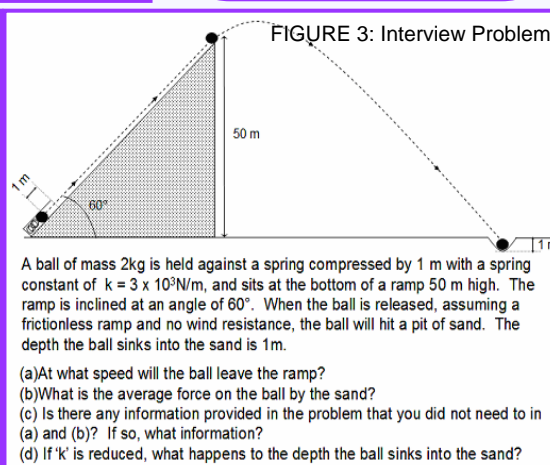 FIGURE 3: Interview Problem
50 m
1 m
60°
A ball of mass 2kg is held against a spring compressed by 1 m with a spring
constant of k = 3 x 10³N/m, and sits at the bottom of a ramp 50 m high. The
ramp is inclined at an angle of 60°. When the ball is released, assuming a
frictionless ramp and no wind resistance, the ball will hit a pit of sand. The
depth the ball sinks into the sand is 1m.
(a)At what speed will the ball leave the ramp?
(b)What is the average force on the ball by the sand?
(c) Is there any information provided in the problem that you did not need to in
(a) and (b)? If so, what information?
(d) If 'k' is reduced, what happens to the depth the ball sinks into the sand?